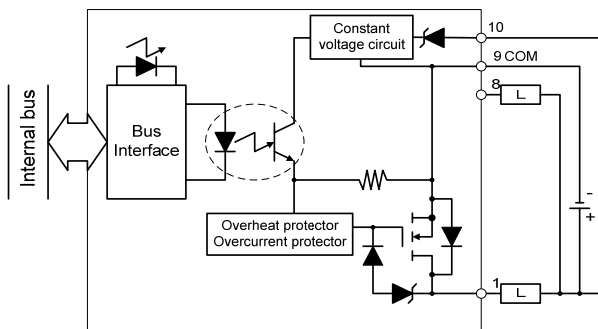 Constant
voltage circuit
10
9 COM
8
L
Internal bus
Bus
Interface
-
+
Overheat protector
Overcurrent protector
1
L